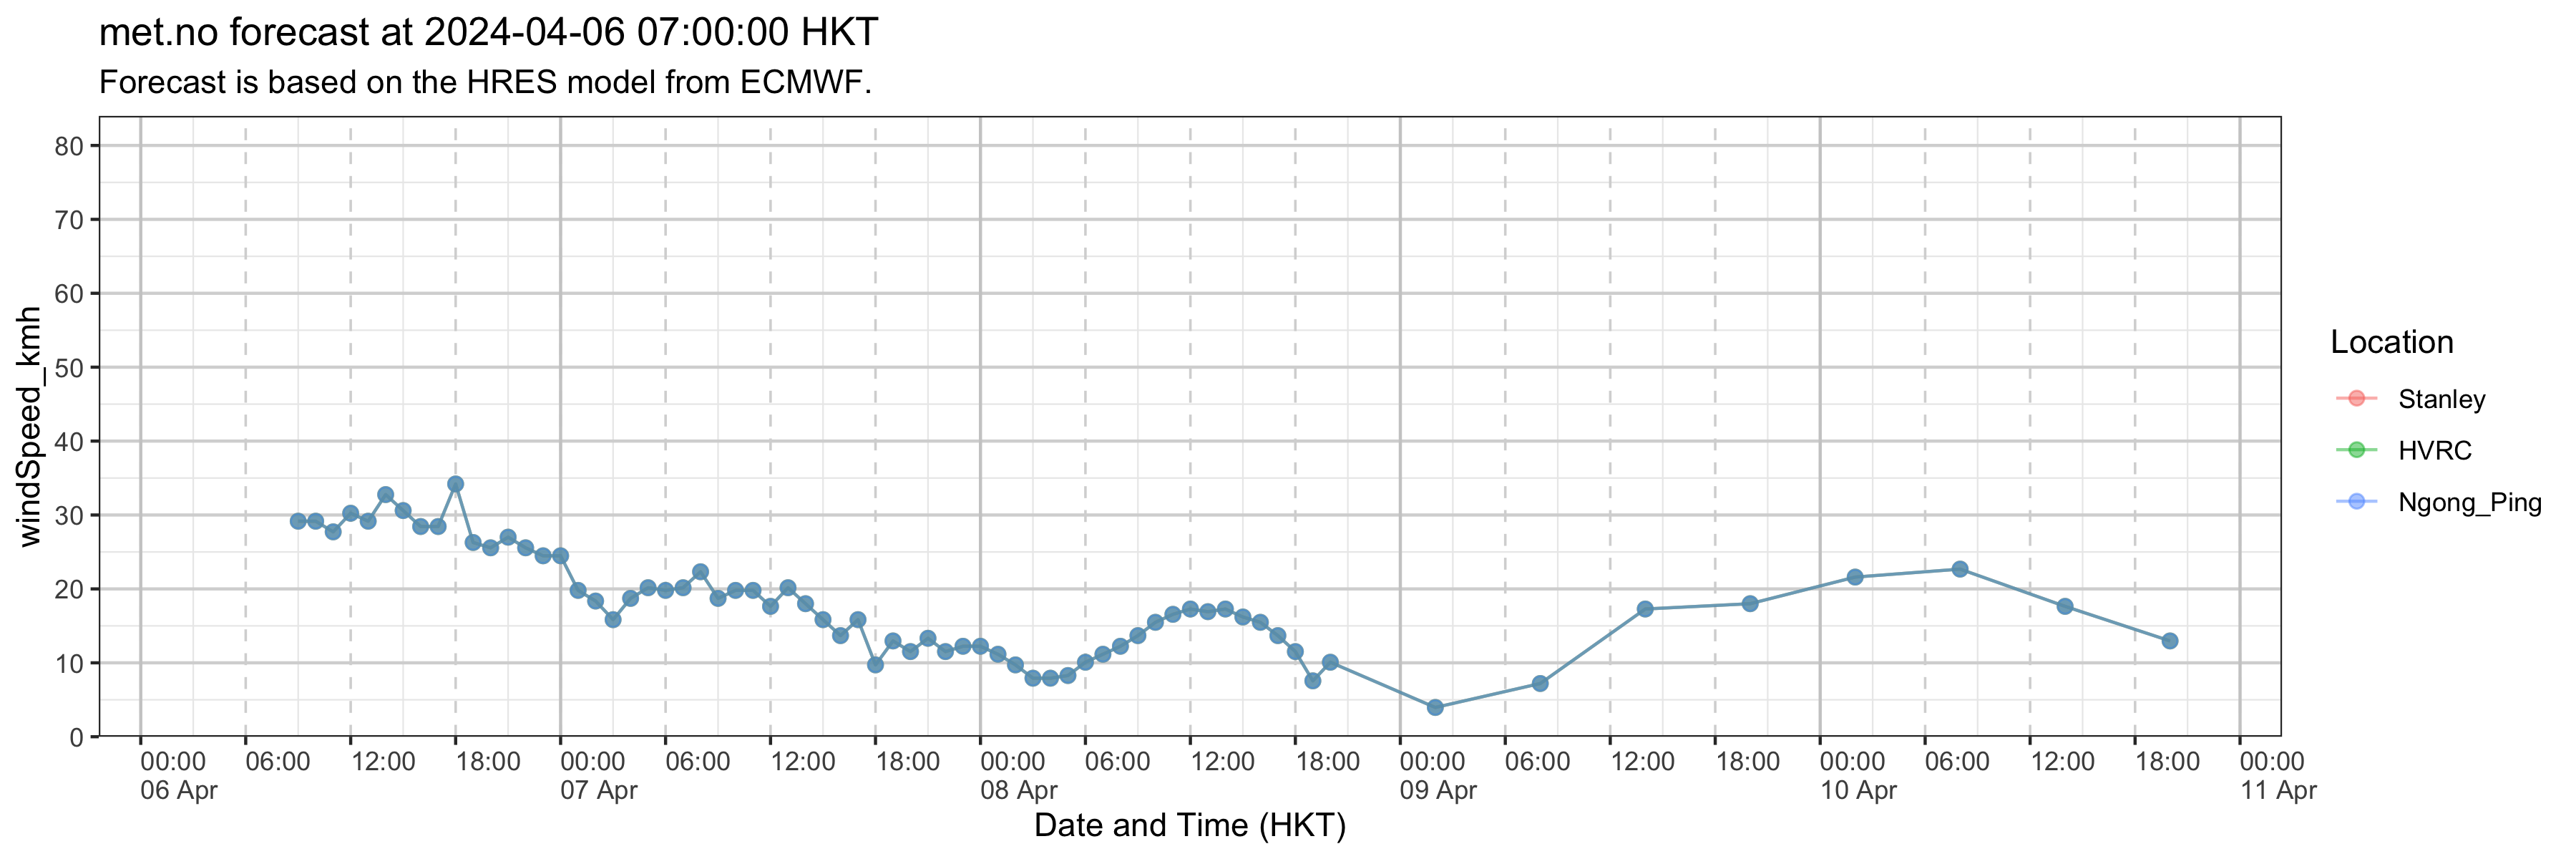 met.no forecast at 2024-04-06 07:00:00 HKT
Forecast is based on the HRES model from ECMWF.
windSpeed_kmh
80
70
60
50
40
30
20
10
0
00:00 06:00 12:00 18:00 00:00 06:00 12:00 18:00 00:00 06:00 12:00 18:00 00:00 06:00 12:00 18:00 00:00 06:00 12:00 18:00 00:00
06 Apr 07 Apr 08 Apr 09 Apr 10 Apr 11 Apr
Date and Time (HKT)
Location
Stanley
HVRC
Ngong_Ping